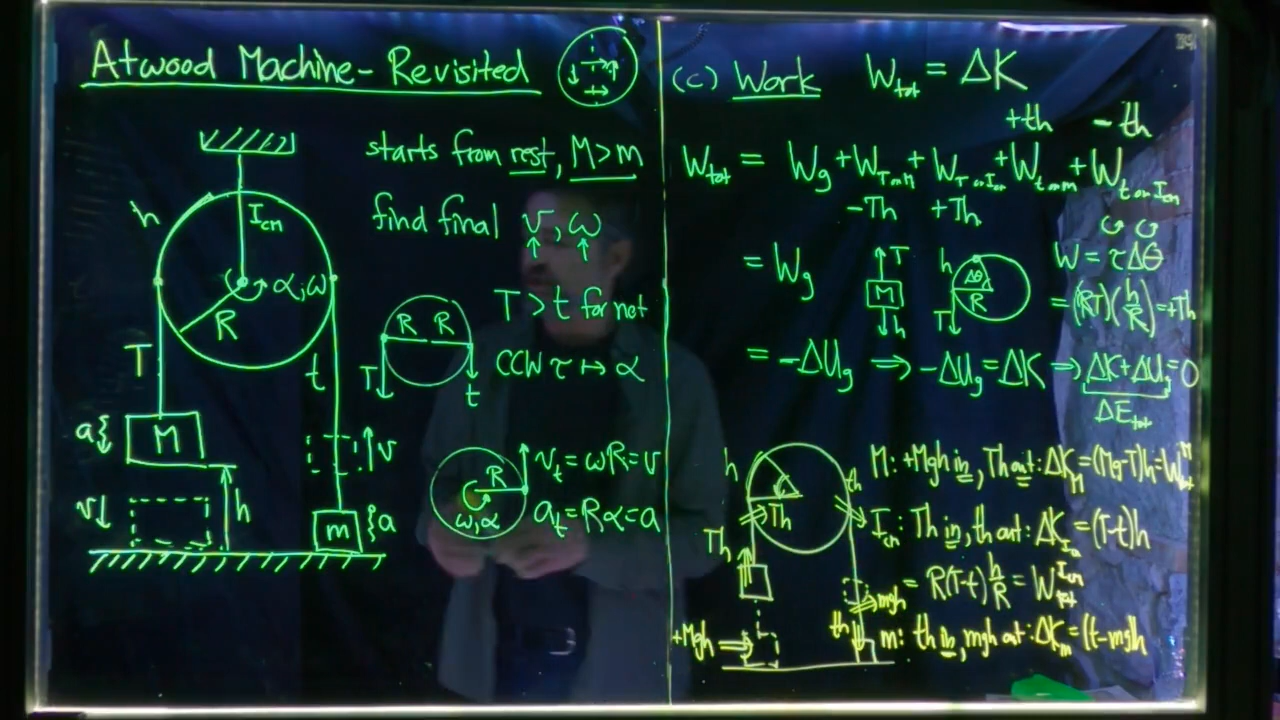 Atwood Machine - Revisited
starts from rest, M>m
find final v, ω
h
I_cm
α, ω
R
T
t
a
M
v
h
v
m
a
R R
T
t
T > t for net
CCW τ ↦ α
R
ω, α
v_t = ωR = v
a_t = Rα = a
(c) Work W_tot = ΔK
+th -th
W_tot = W_g + W_T on M + W_T on I_cm + W_t on m + W_t on I_cm
-Th +Th
= W_g
T
M
h
h
Δθ
R
T
W = τΔθ
= (RT)(h/R) = +Th
= -ΔU_g ⟹ -ΔU_g = ΔK ⟹ ΔK + ΔU_g = 0
ΔE_tot
h
th
Th
Th
mgh
+Mgh
th
M: +Mgh in, Th out: ΔK_M = (Mg-T)h = W_tot^M
I_cm: Th in, th out: ΔK_I_cm = (T-t)h
= R(T-t) h/R = W_tot^I_cm
m: th in, mgh out: ΔK_m = (t-mg)h